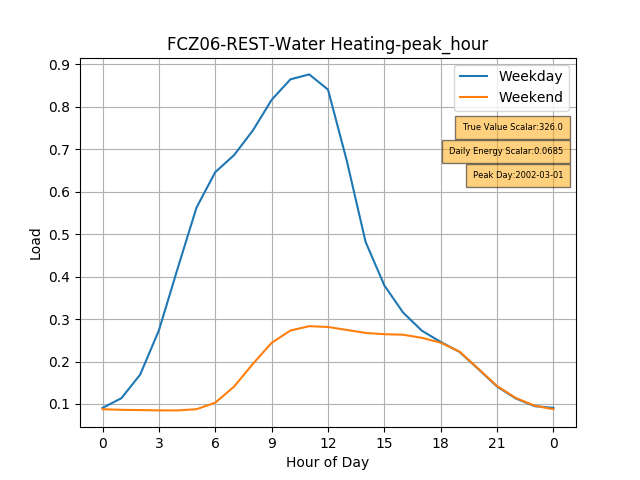 FCZ06-REST-Water Heating-peak_hour
Weekday
Weekend
True Value Scalar:326.0
Daily Energy Scalar:0.0685
Peak Day:2002-03-01
Load
0.9
0.8
0.7
0.6
0.5
0.4
0.3
0.2
0.1
0 3 6 9 12 15 18 21 0
Hour of Day